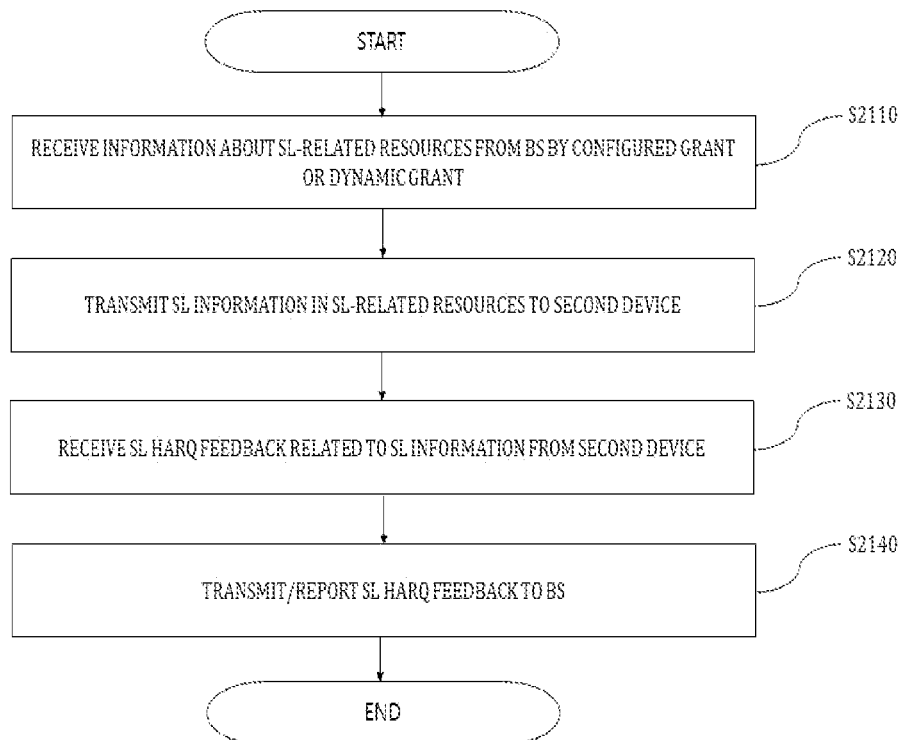 START
S2110
RECEIVE INFORMATION ABOUT SL-RELATED RESOURCES FROM BS BY CONFIGURED GRANT
OR DYNAMIC GRANT
S2120
TRANSMIT SL INFORMATION IN SL-RELATED RESOURCES TO SECOND DEVICE
S2130
RECEIVE SL HARQ FEEDBACK RELATED TO SL INFORMATION FROM SECOND DEVICE
S2140
TRANSMIT/REPORT SL HARQ FEEDBACK TO BS
END